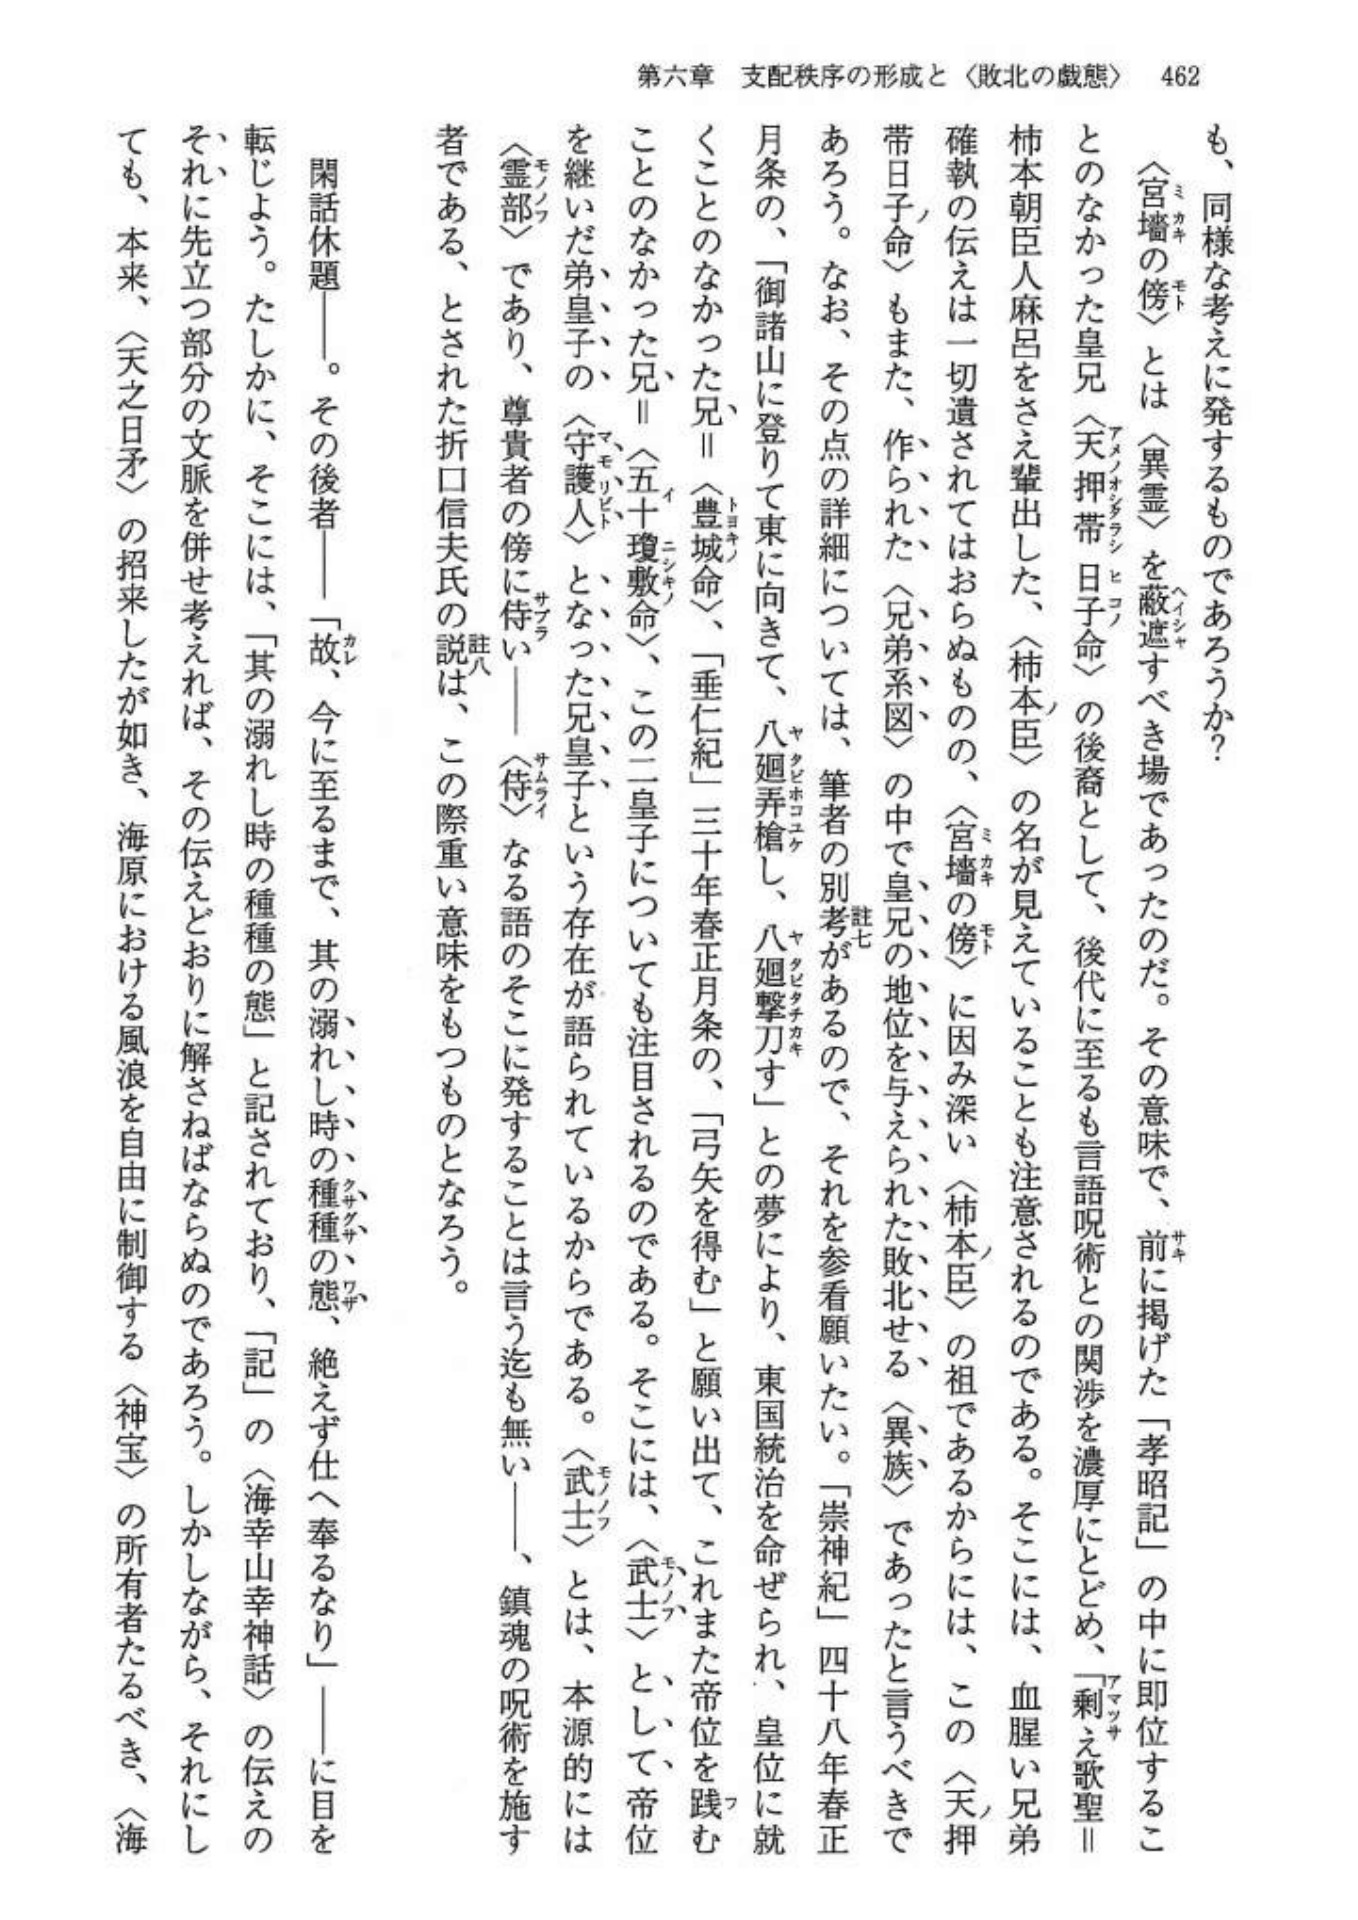 第六章　支配秩序の形成と〈敗北の戯態〉　462
も、同様な考えに発するものであろうか？
〈宮墻の傍〉とは〈異霊〉を蔽遮すべき場であったのだ。その意味で、前に掲げた「孝昭記」の中に即位するこ
とのなかった皇兄〈天押帯日子命〉の後裔として、後代に至るも言語呪術との関渉を濃厚にとどめ、「剰え歌聖＝
柿本朝臣人麻呂をさえ輩出した、〈柿本臣〉の名が見えていることも注意されるのである。そこには、血腥い兄弟
確執の伝えは一切遺されてはおらぬものの、〈宮墻の傍〉に因み深い〈柿本臣〉の祖であるからには、この〈天押
帯日子命〉もまた、作られた〈兄弟系図〉の中で皇兄の地位を与えられた敗北せる〈異族〉であったと言うべきで
あろう。なお、その点の詳細については、筆者の別考註七があるので、それを参看願いたい。「崇神紀」四十八年春正
月条の、「御諸山に登りて東に向きて、八廻弄槍し、八廻撃刀す」との夢により、東国統治を命ぜられ、皇位に就
くことのなかった兄＝〈豊城命〉、「垂仁紀」三十年春正月条の、「弓矢を得む」と願い出て、これまた帝位を践む
ことのなかった兄＝〈五十瓊敷命〉、この二皇子についても注目されるのである。そこには、〈武士〉として帝位
を継いだ弟皇子の〈守護人〉となった兄皇子という存在が語られているからである。〈武士〉とは、本源的には
〈霊部〉であり、尊貴者の傍に侍い――〈侍〉なる語のそこに発することは言う迄も無い――、鎮魂の呪術を施す
者である、とされた折口信夫氏の説註八は、この際重い意味をもつものとなろう。
閑話休題――。その後者――「故、今に至るまで、其の溺れし時の種種の態、絶えず仕へ奉るなり」――に目を
転じよう。たしかに、そこには、「其の溺れし時の種種の態」と記されており、「記」の〈海幸山幸神話〉の伝えの
それに先立つ部分の文脈を併せ考えれば、その伝えどおりに解さねばならぬのであろう。しかしながら、それにし
ても、本来、〈天之日矛〉の招来したが如き、海原における風浪を自由に制御する〈神宝〉の所有者たるべき、〈海